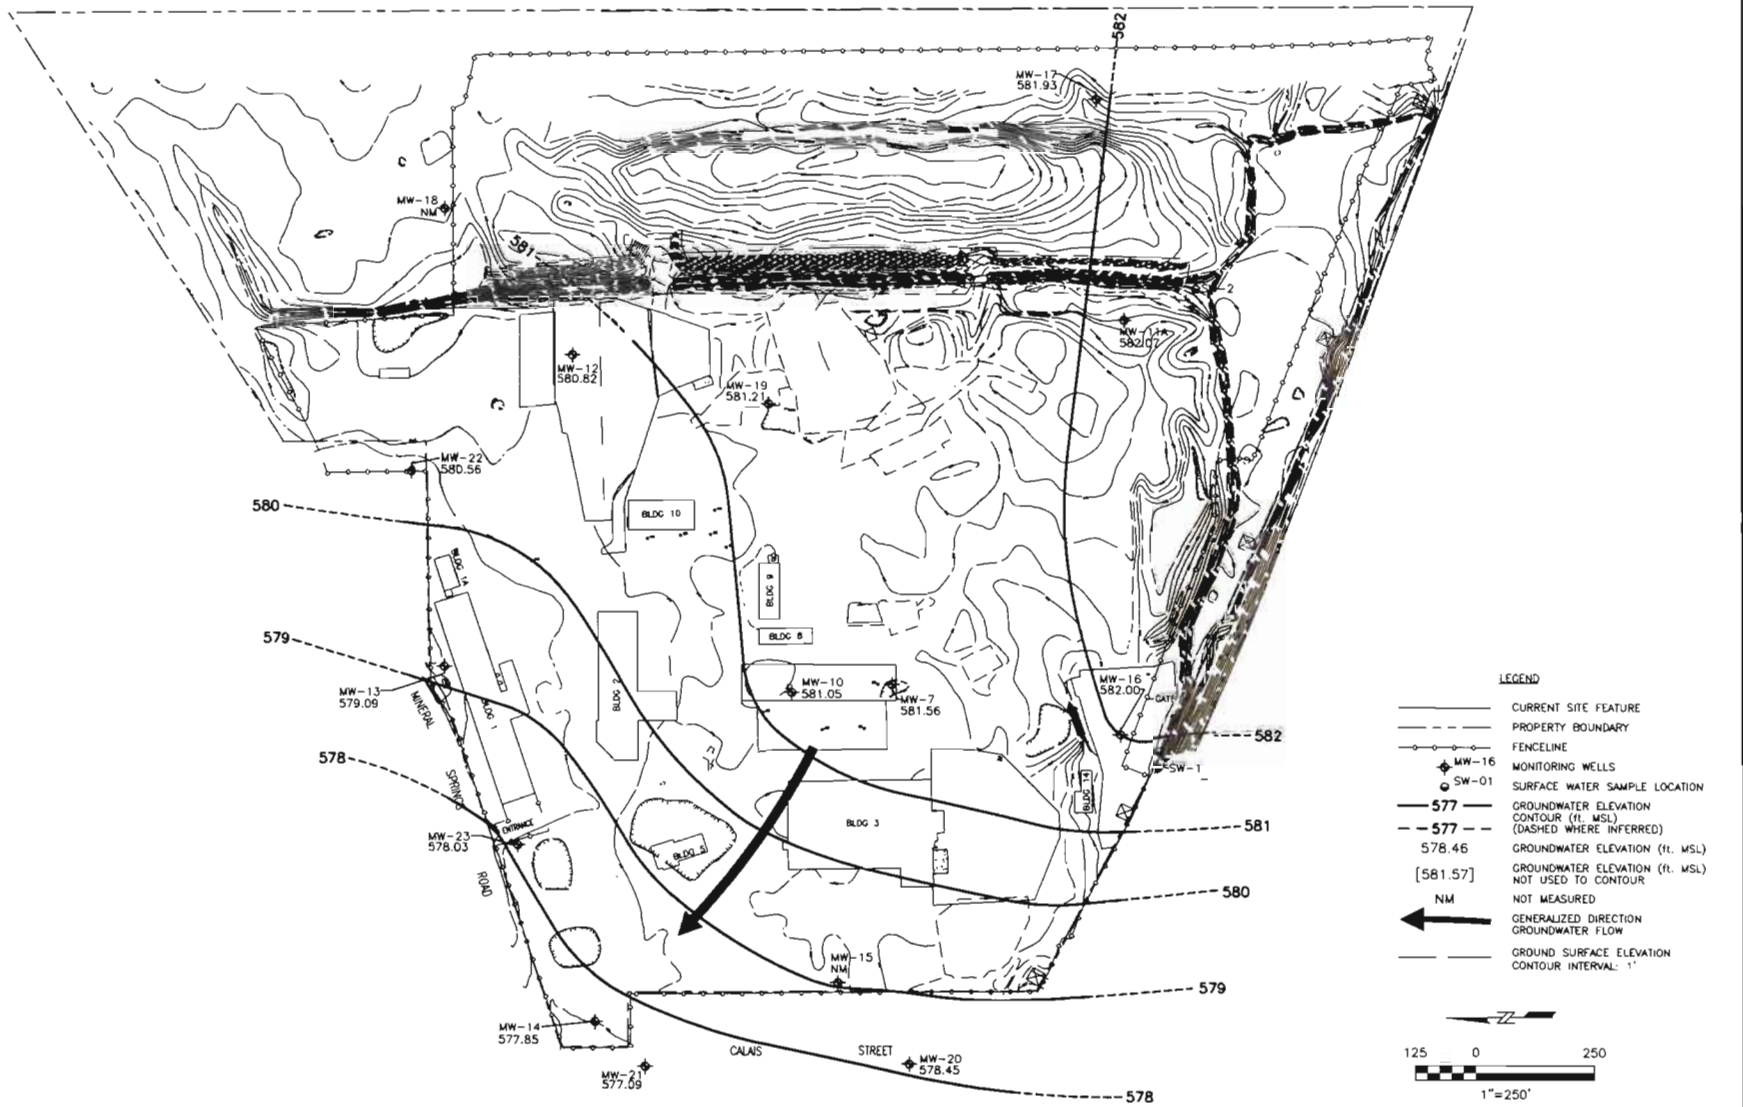 582
MW-17
581.93
MW-18
NM
581
2
MW-11A
582.07
MW-12
580.82
MW-19
581.21
MW-22
580.56
580
BLDG 10
BLDG 1A
BLDG 9
579
BLDG 8
MW-13
579.09
MINERAL
BLDG 1
BLDG 2
MW-10
581.05
MW-7
581.56
MW-16
582.00
GATE
582
578
SPRING
SW-1
BLDG 14
ENTRANCE
MW-23
578.03
BLDG 3
581
BLDG 5
ROAD
580
MW-15
NM
579
MW-14
577.85
CALAIS STREET
MW-20
578.45
MW-21
577.09
578
LEGEND
CURRENT SITE FEATURE
PROPERTY BOUNDARY
FENCELINE
MW-16 MONITORING WELLS
SW-01 SURFACE WATER SAMPLE LOCATION
577 GROUNDWATER ELEVATION
CONTOUR (ft. MSL)
577 (DASHED WHERE INFERRED)
578.46 GROUNDWATER ELEVATION (ft. MSL)
[581.57] GROUNDWATER ELEVATION (ft. MSL)
NOT USED TO CONTOUR
NM NOT MEASURED
GENERALIZED DIRECTION
GROUNDWATER FLOW
GROUND SURFACE ELEVATION
CONTOUR INTERVAL: 1'
Z
125 0 250
1"=250'